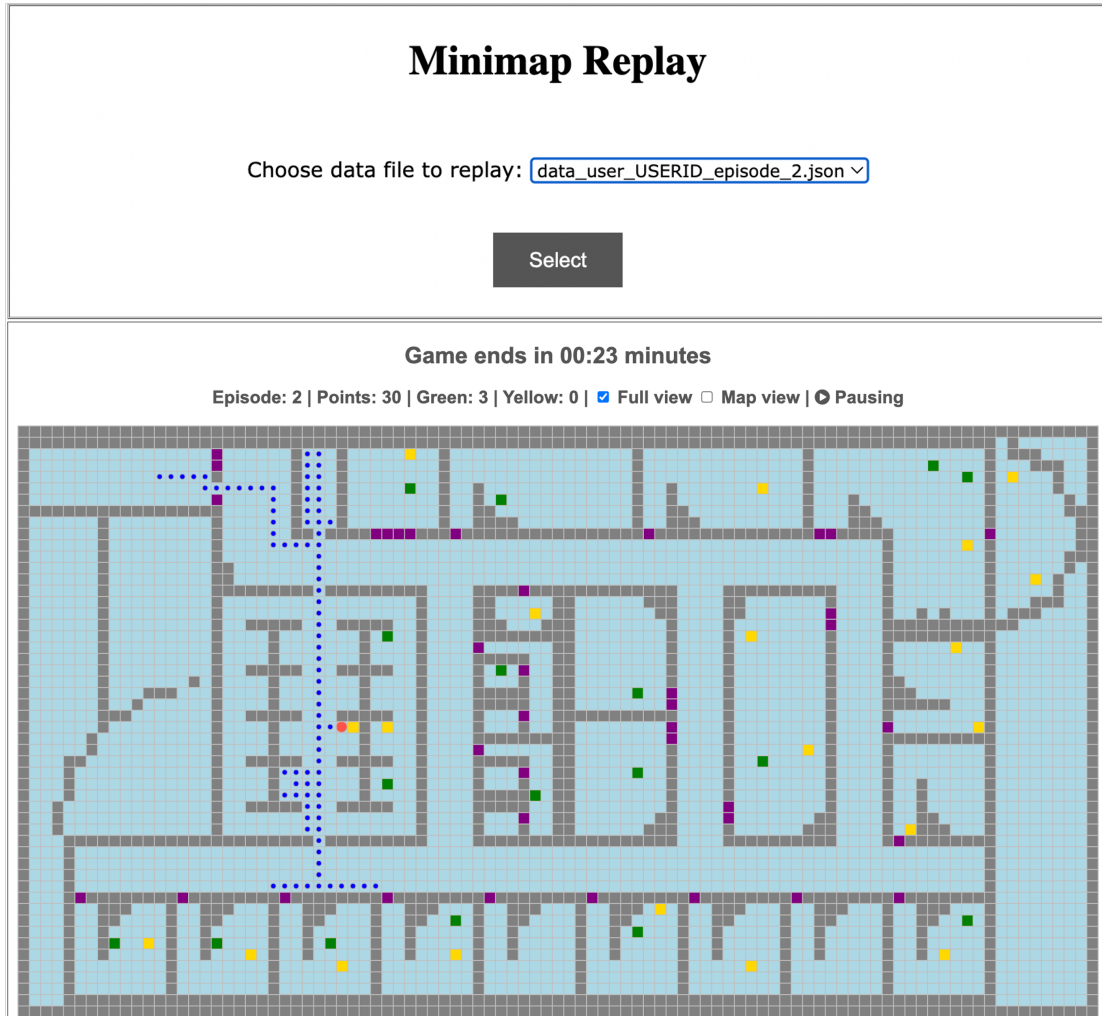 Minimap Replay
Choose data file to replay: data_user_USERID_episode_2.json
Select
Game ends in 00:23 minutes
Episode: 2 | Points: 30 | Green: 3 | Yellow: 0 | Full view Map view | Pausing